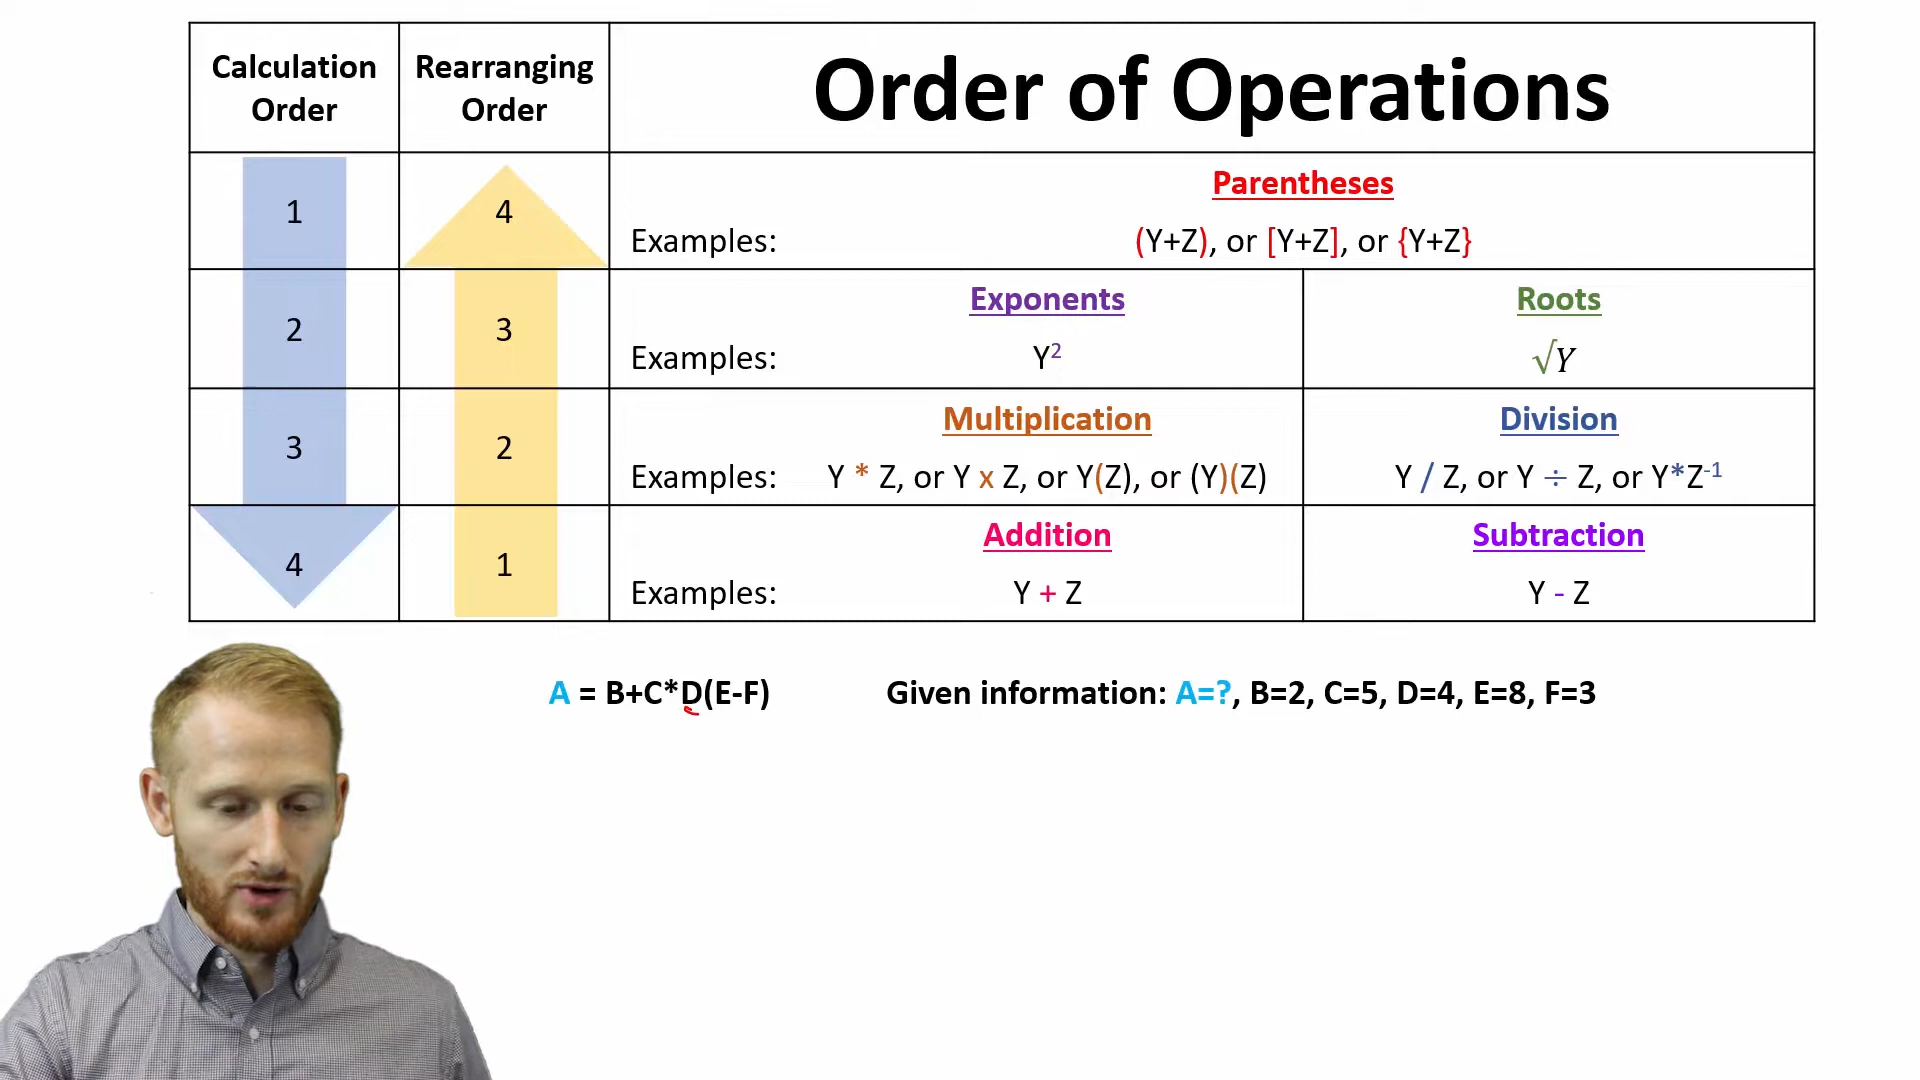 Calculation Order
Rearranging Order
Order of Operations
1
4
Parentheses
Examples: (Y+Z), or [Y+Z], or {Y+Z}
2
3
Exponents
Roots
Examples: Y²
√Y
3
2
Multiplication
Division
Examples: Y * Z, or Y x Z, or Y(Z), or (Y)(Z)
Y / Z, or Y ÷ Z, or Y*Z⁻¹
4
1
Addition
Subtraction
Examples: Y + Z
Y - Z
A = B+C*D(E-F)
Given information: A=?, B=2, C=5, D=4, E=8, F=3